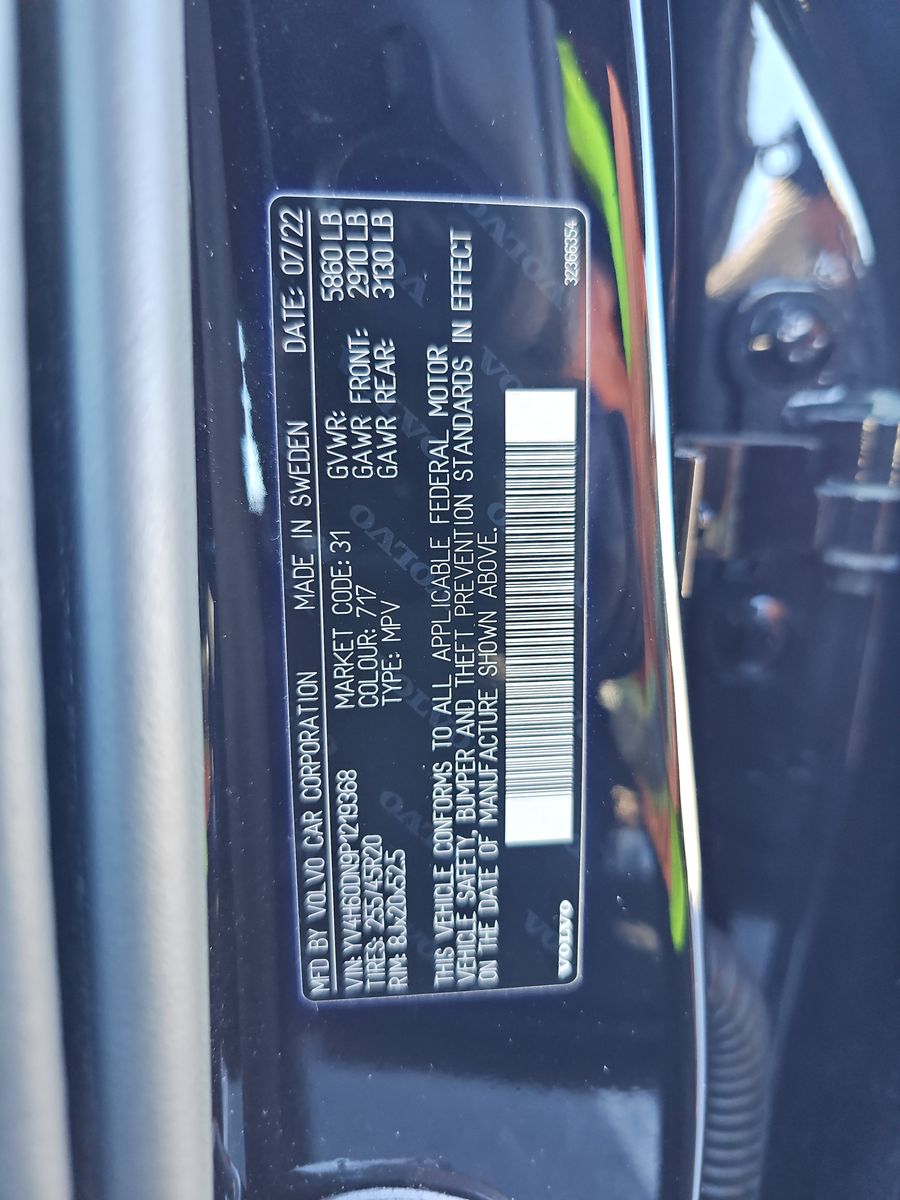 MFD BY VOLVO CAR CORPORATION MADE IN SWEDEN DATE: 07/22
VIN: YV4H60DN9P1219368 MARKET CODE: 31 GVWR: 5860 LB
TIRES: 255/45R20 COLOUR: 717 GAWR FRONT: 2910 LB
RIM: 8Jx20x52.5 TYPE: MPV GAWR REAR: 3130 LB
THIS VEHICLE CONFORMS TO ALL APPLICABLE FEDERAL MOTOR
VEHICLE SAFETY, BUMPER AND THEFT PREVENTION STANDARDS IN EFFECT
ON THE DATE OF MANUFACTURE SHOWN ABOVE.
VOLVO 32366354